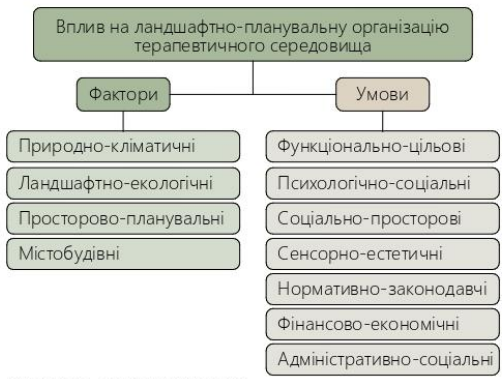 Вплив на ландшафтно-планувальну організацію
терапевтичного середовища
Фактори
Умови
Природно-кліматичні
Ландшафтно-екологічні
Просторово-планувальні
Містобудівні
Функціонально-цільові
Психологічно-соціальні
Соціально-просторові
Сенсорно-естетичні
Нормативно-законодавчі
Фінансово-економічні
Адміністративно-соціальні